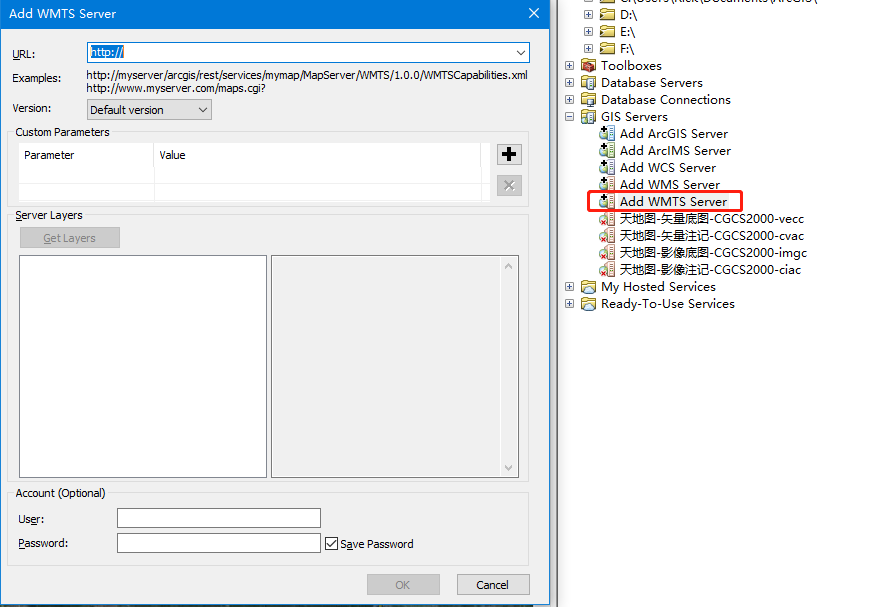 Add WMTS Server
URL:
http://
Examples:
http://myserver/arcgis/rest/services/mymap/MapServer/WMTS/1.0.0/WMTSCapabilities.xml
http://www.myserver.com/maps.cgi?
Version:
Default version
Custom Parameters
Parameter
Value
Server Layers
Get Layers
Account (Optional)
User:
Password:
Save Password
OK
Cancel
D:\
E:\
F:\
Toolboxes
Database Servers
Database Connections
GIS Servers
Add ArcGIS Server
Add ArcIMS Server
Add WCS Server
Add WMS Server
Add WMTS Server
天地图-矢量底图-CGCS2000-vecc
天地图-矢量注记-CGCS2000-cvac
天地图-影像底图-CGCS2000-imgc
天地图-影像注记-CGCS2000-ciac
My Hosted Services
Ready-To-Use Services